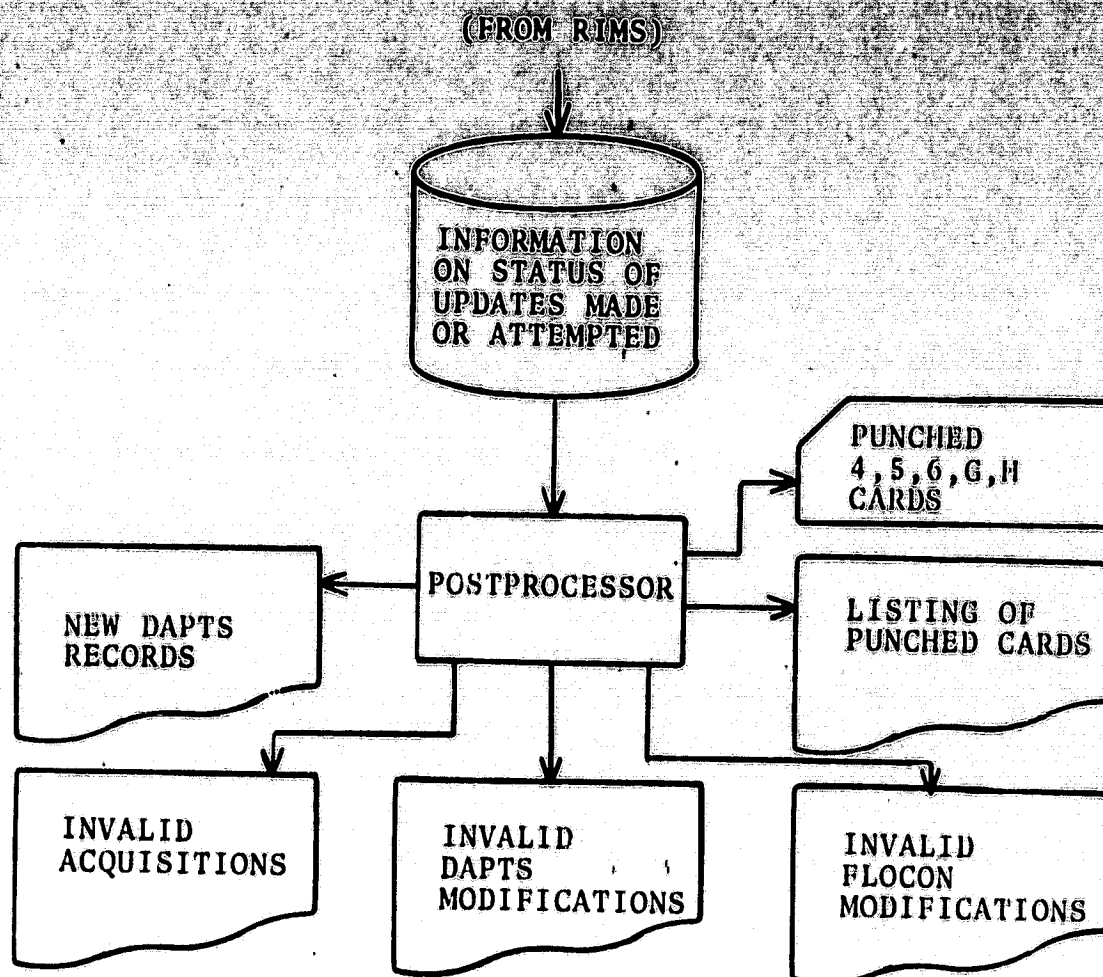 (FROM RIMS)
INFORMATION
ON STATUS OF
UPDATES MADE
OR ATTEMPTED
PUNCHED
4,5,6,G,H
CARDS
POSTPROCESSOR
LISTING OF
PUNCHED CARDS
NEW DAPTS
RECORDS
INVALID
ACQUISITIONS
INVALID
DAPTS
MODIFICATIONS
INVALID
FLOCON
MODIFICATIONS